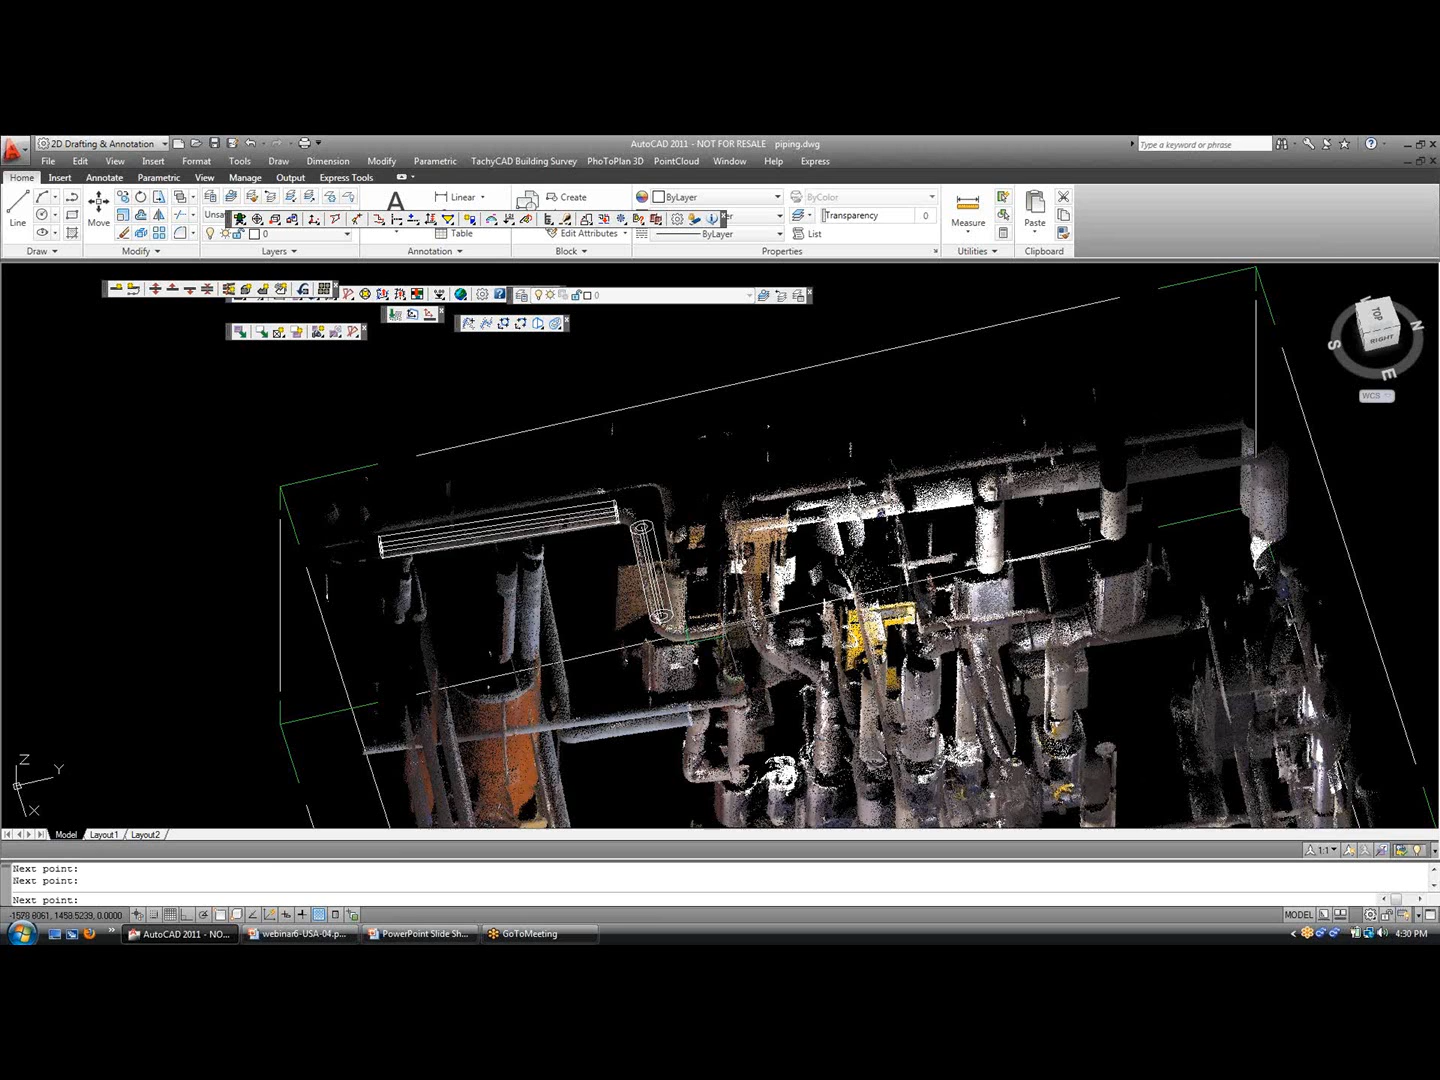 2D Drafting & Annotation
AutoCAD 2011 - NOT FOR RESALE piping.dwg
Type a keyword or phrase
File Edit View Insert Format Tools Draw Dimension Modify Parametric TachyCAD Building Survey PhoToPlan 3D PointCloud Window Help Express
Home Insert Annotate Parametric View Manage Output Express Tools
Line
Move
Unsa
A
Linear
Table
Create
Edit Attributes
ByLayer
ByLayer
ByColor
Transparency 0
List
Measure
Paste
0
Draw Modify Layers Annotation Block Properties Utilities Clipboard
0
TOP
RIGHT
N
S
E
WCS
Z
Y
X
Model Layout1 Layout2
1:1
Next point:
Next point:
Next point:
-1578.8061, 1458.5239, 0.0000
MODEL
AutoCAD 2011 - NO...
webinar6-USA-04.p...
PowerPoint Slide Sh...
GoToMeeting
4:30 PM